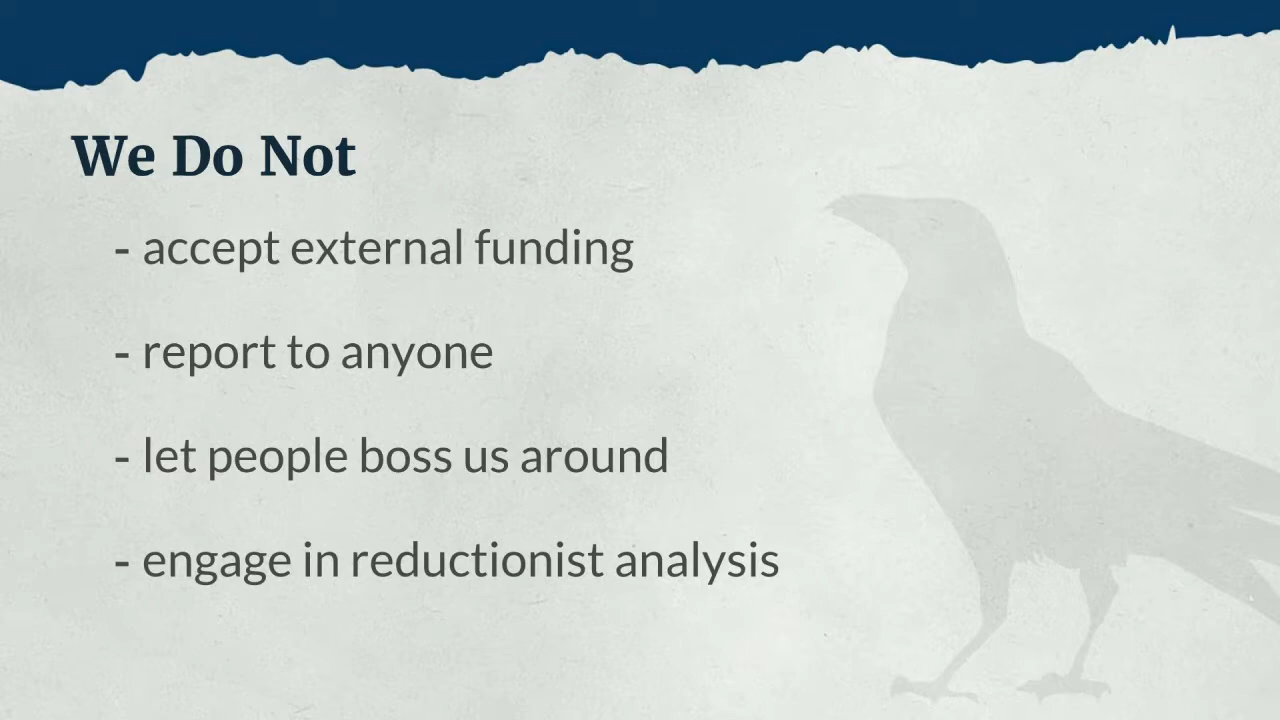 We Do Not
- accept external funding
- report to anyone
- let people boss us around
- engage in reductionist analysis